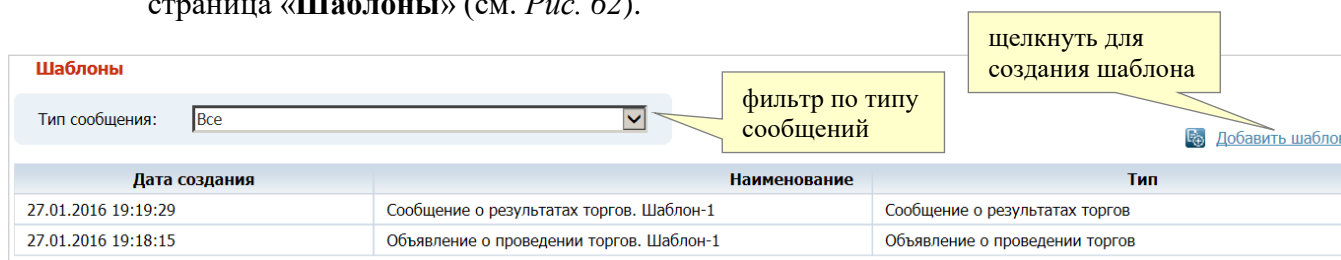 страница «Шаблоны» (см. Рис. 62).
щелкнуть для
создания шаблона
Шаблоны
фильтр по типу
сообщений
Тип сообщения: Все
Добавить шаблон
Дата создания Наименование Тип
27.01.2016 19:19:29 Сообщение о результатах торгов. Шаблон-1 Сообщение о результатах торгов
27.01.2016 19:18:15 Объявление о проведении торгов. Шаблон-1 Объявление о проведении торгов